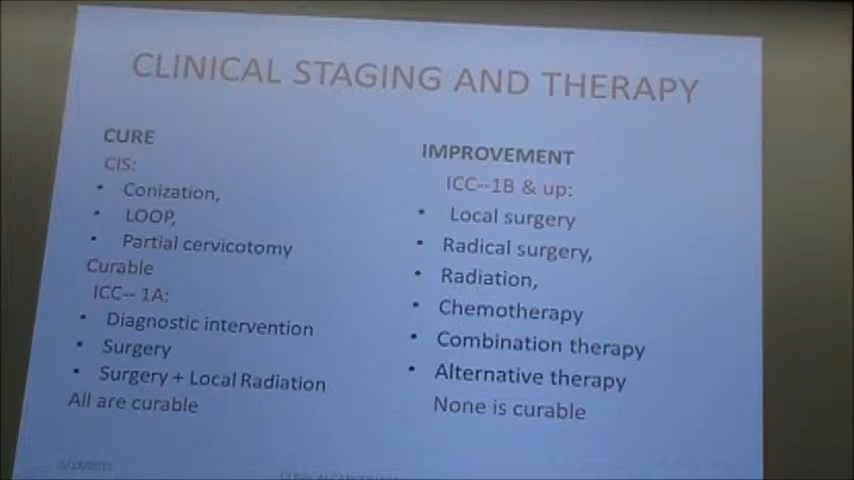 CLINICAL STAGING AND THERAPY
CURE
CIS:
• Conization,
• LOOP,
• Partial cervicotomy
Curable
ICC-- 1A:
• Diagnostic intervention
• Surgery
• Surgery + Local Radiation
All are curable
IMPROVEMENT
ICC--1B & up:
• Local surgery
• Radical surgery,
• Radiation,
• Chemotherapy
• Combination therapy
• Alternative therapy
None is curable